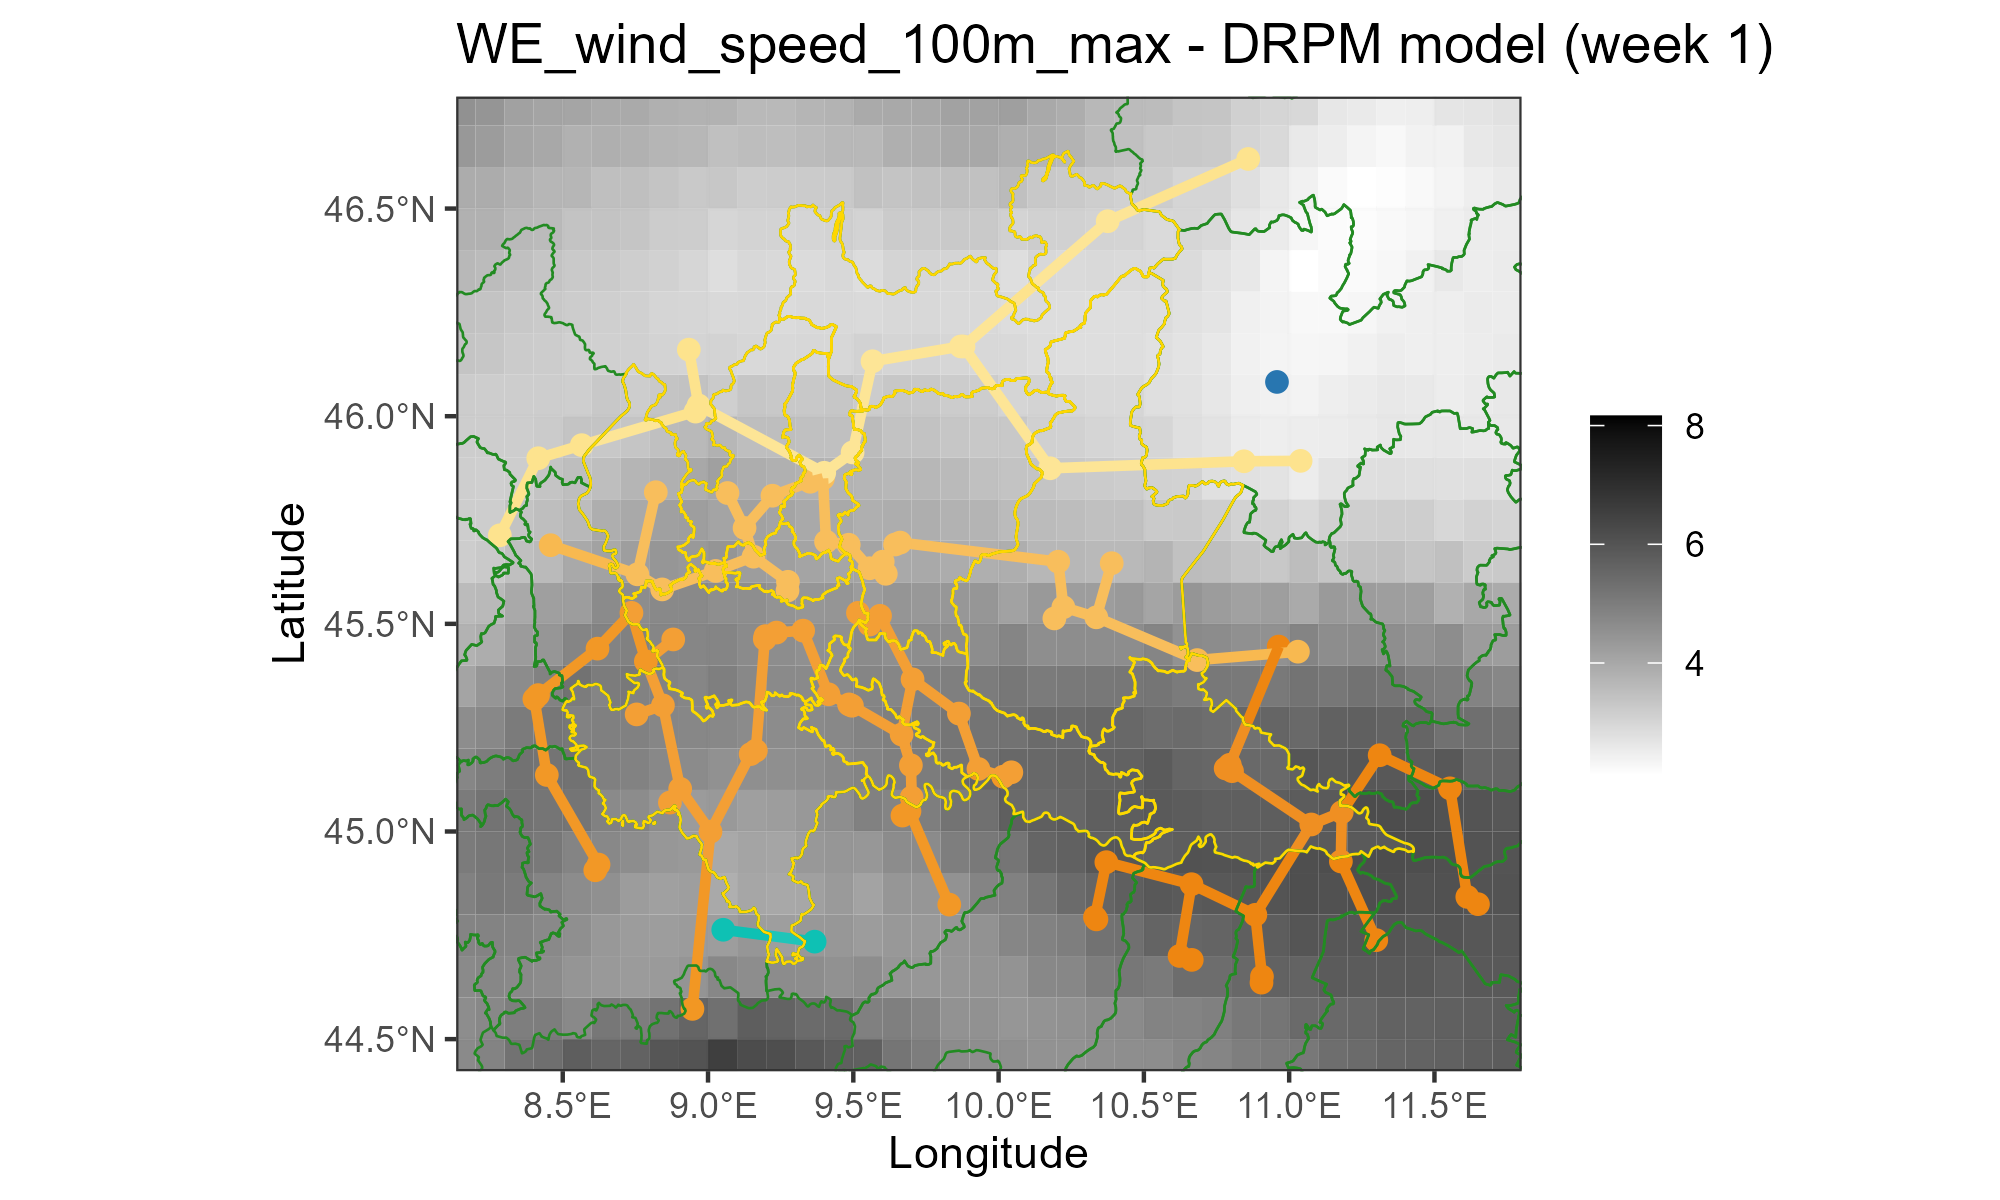 WE_wind_speed_100m_max - DRPM model (week 1)
46.5°N
46.0°N
45.5°N
45.0°N
44.5°N
Latitude
8.5°E 9.0°E 9.5°E 10.0°E 10.5°E 11.0°E 11.5°E
Longitude
8
6
4